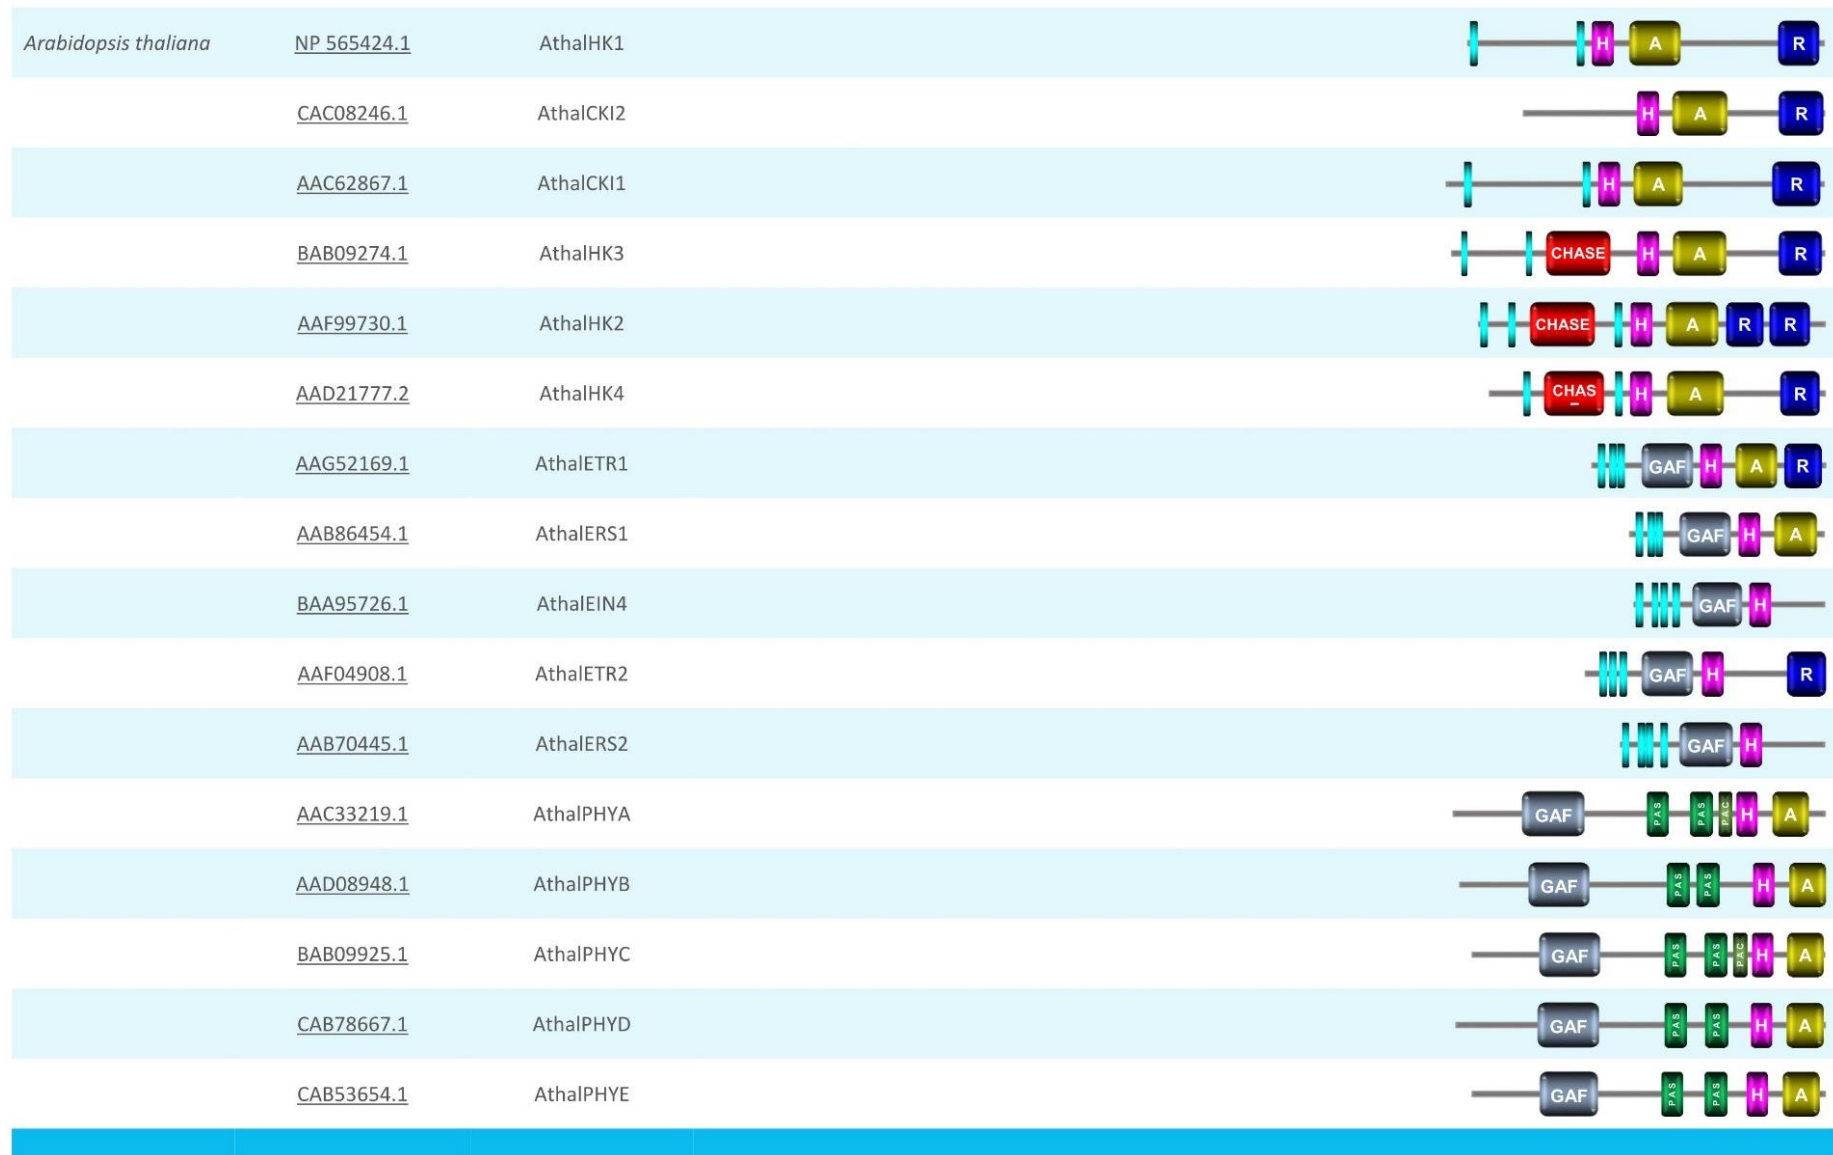 Arabidopsis thaliana NP 565424.1 AthalHK1 H A R
CAC08246.1 AthalCKI2 H A R
AAC62867.1 AthalCKI1 H A R
BAB09274.1 AthalHK3 CHASE H A R
AAF99730.1 AthalHK2 CHASE H A R R
AAD21777.2 AthalHK4 CHAS H A R
AAG52169.1 AthalETR1 GAF H A R
AAB86454.1 AthalERS1 GAF H A
BAA95726.1 AthalEIN4 GAF H
AAF04908.1 AthalETR2 GAF H R
AAB70445.1 AthalERS2 GAF H
AAC33219.1 AthalPHYA GAF PAS PAS PAC H A
AAD08948.1 AthalPHYB GAF PAS PAS H A
BAB09925.1 AthalPHYC GAF PAS PAS PAC H A
CAB78667.1 AthalPHYD GAF PAS PAS H A
CAB53654.1 AthalPHYE GAF PAS PAS H A